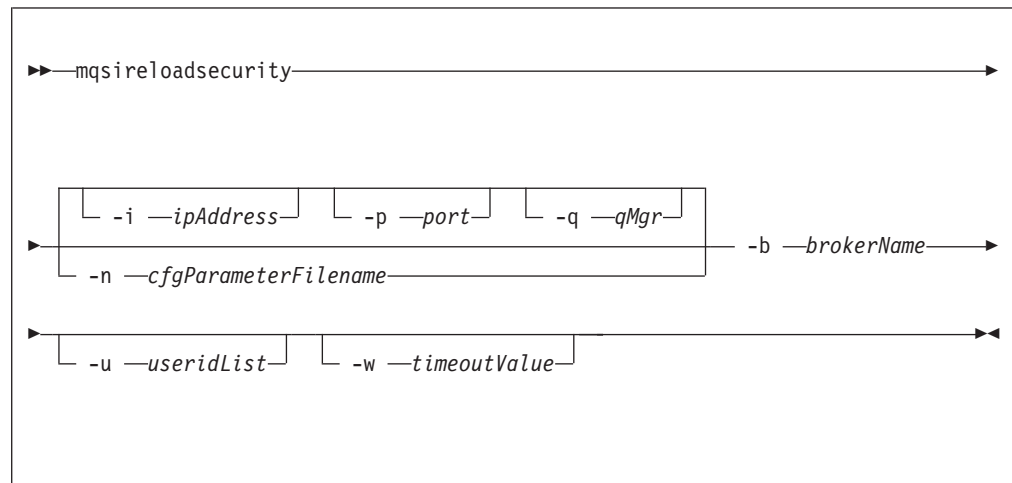 mqsireloadsecurity
-i ipAddress -p port -q qMgr
-b brokerName
-n cfgParameterFilename
-u useridList -w timeoutValue